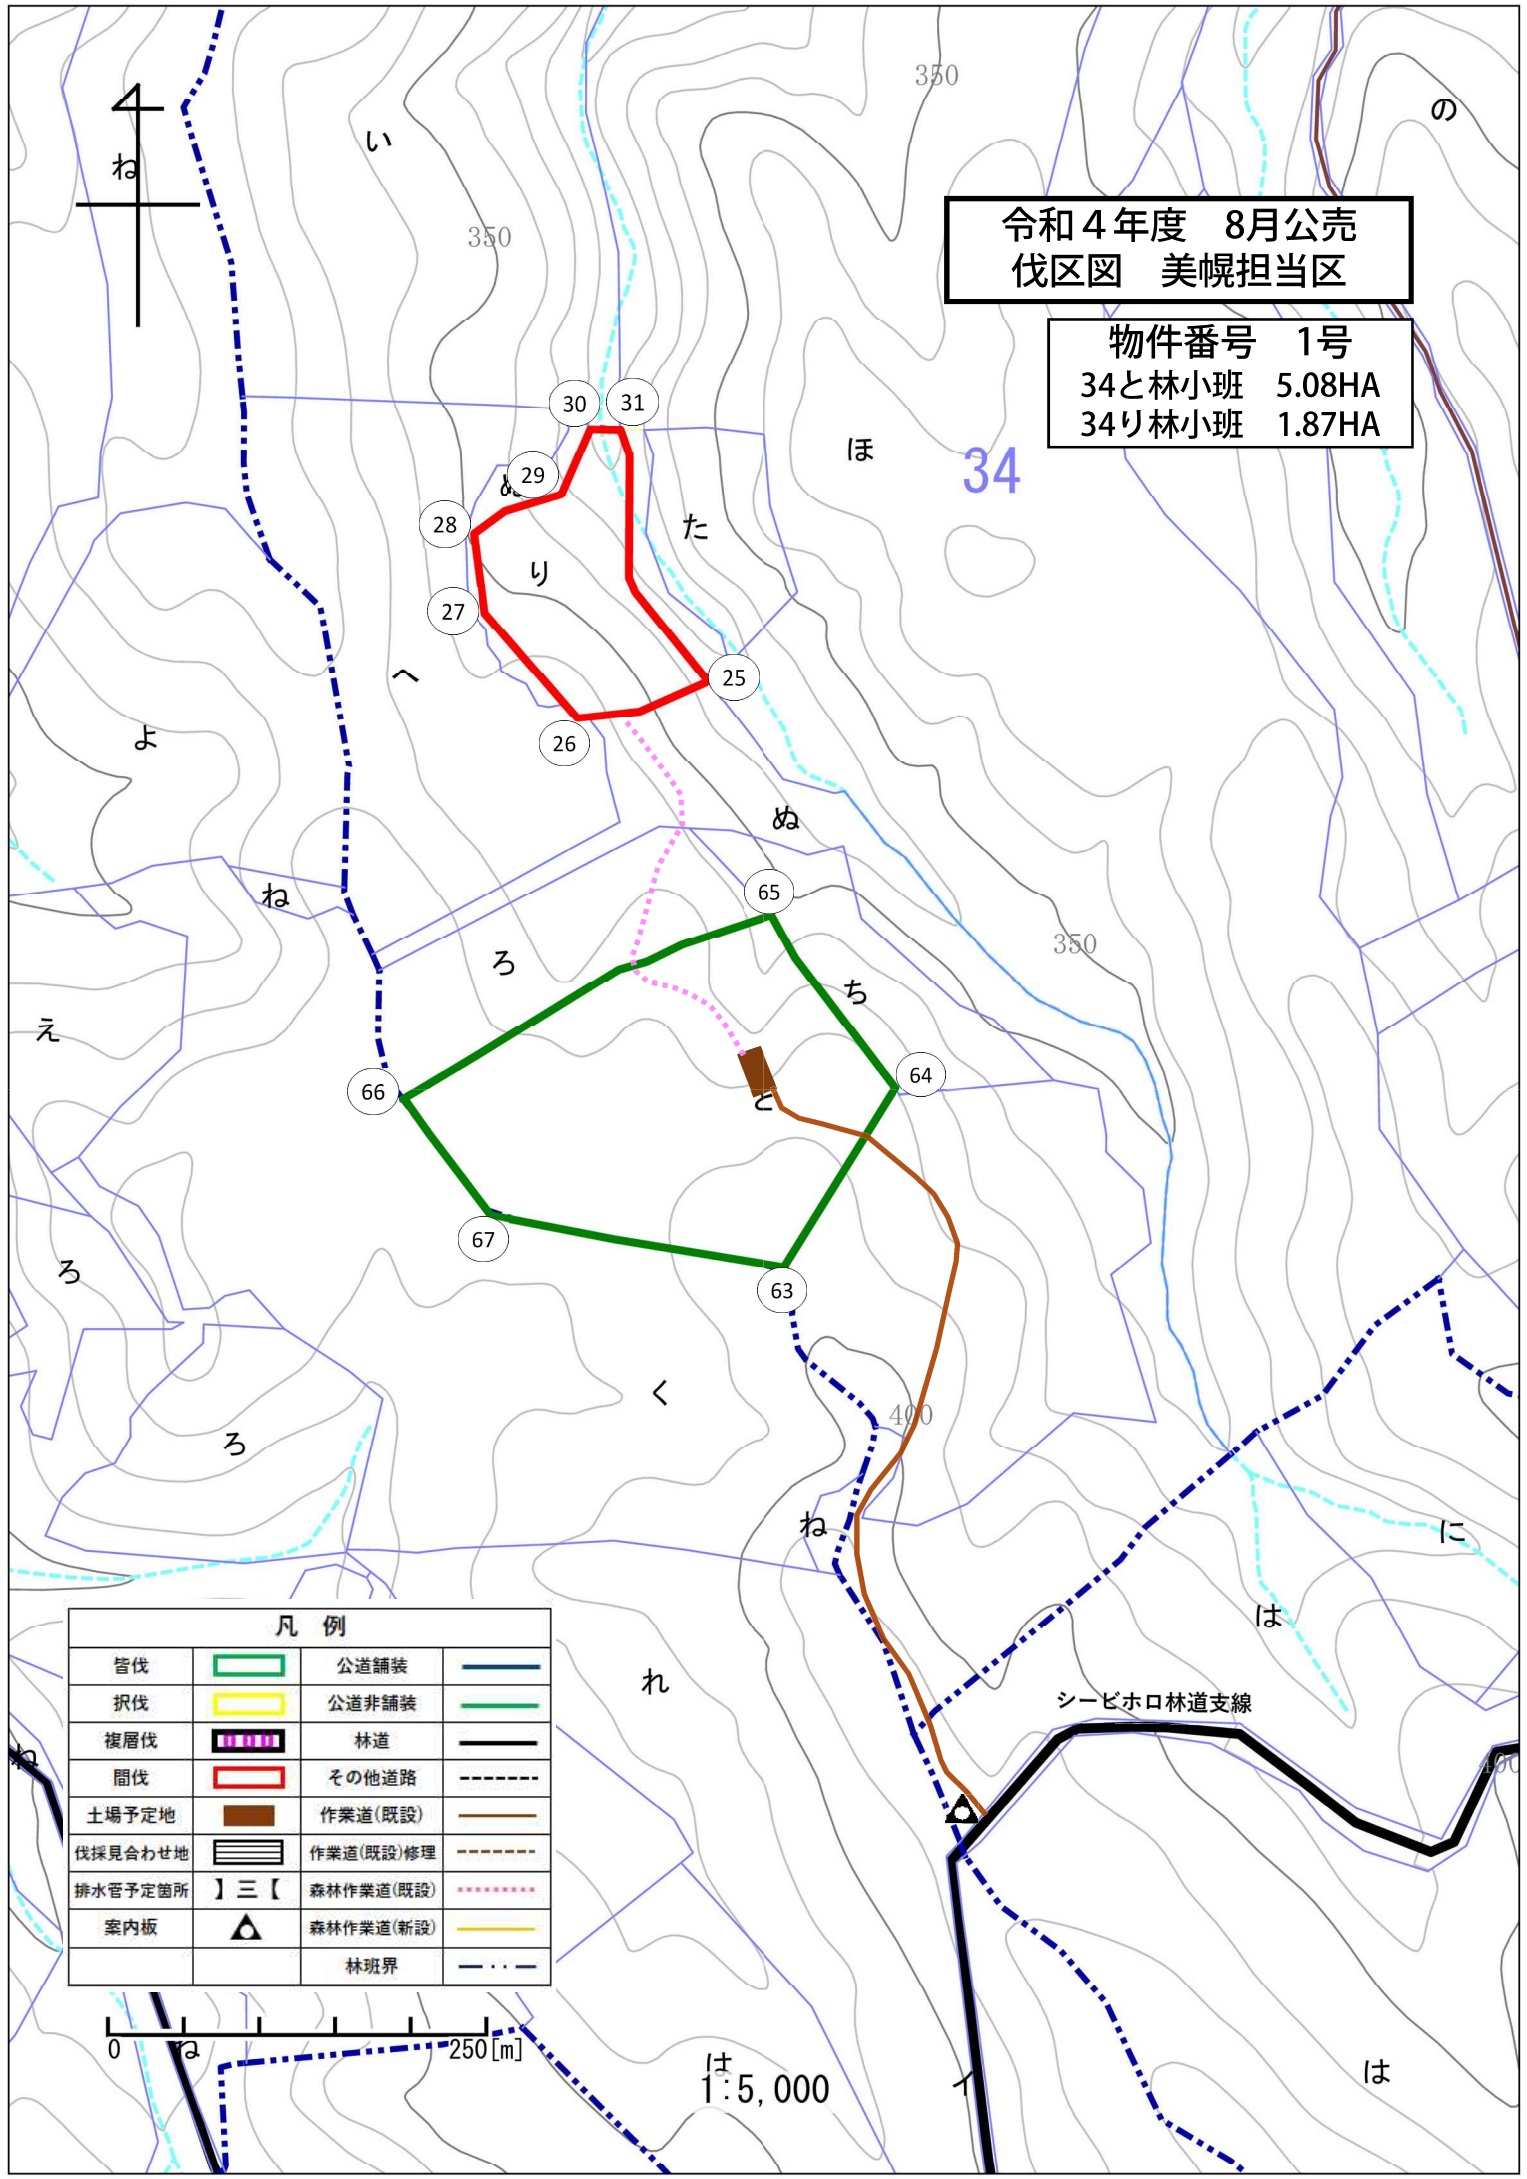 350
の
い
ね
令和４年度　8月公売
伐区図　美幌担当区
350
物件番号　1号
34と林小班　5.08HA
34り林小班　1.87HA
30
31
ほ
34
29
ぬ
28
た
り
27
へ
25
よ
26
ぬ
65
ね
350
ろ
ち
え
64
66
と
67
ろ
63
く
400
ろ
ね
に
は
凡　例
皆伐
公道舗装
択伐
公道非舗装
複層伐
林道
間伐
その他道路
土場予定地
作業道(既設)
伐採見合わせ地
作業道(既設)修理
排水管予定箇所
】三【
森林作業道(既設)
案内板
森林作業道(新設)
林班界
れ
シービホロ林道支線
ね
400
0
ね
250[m]
は
1:5,000
イ
は